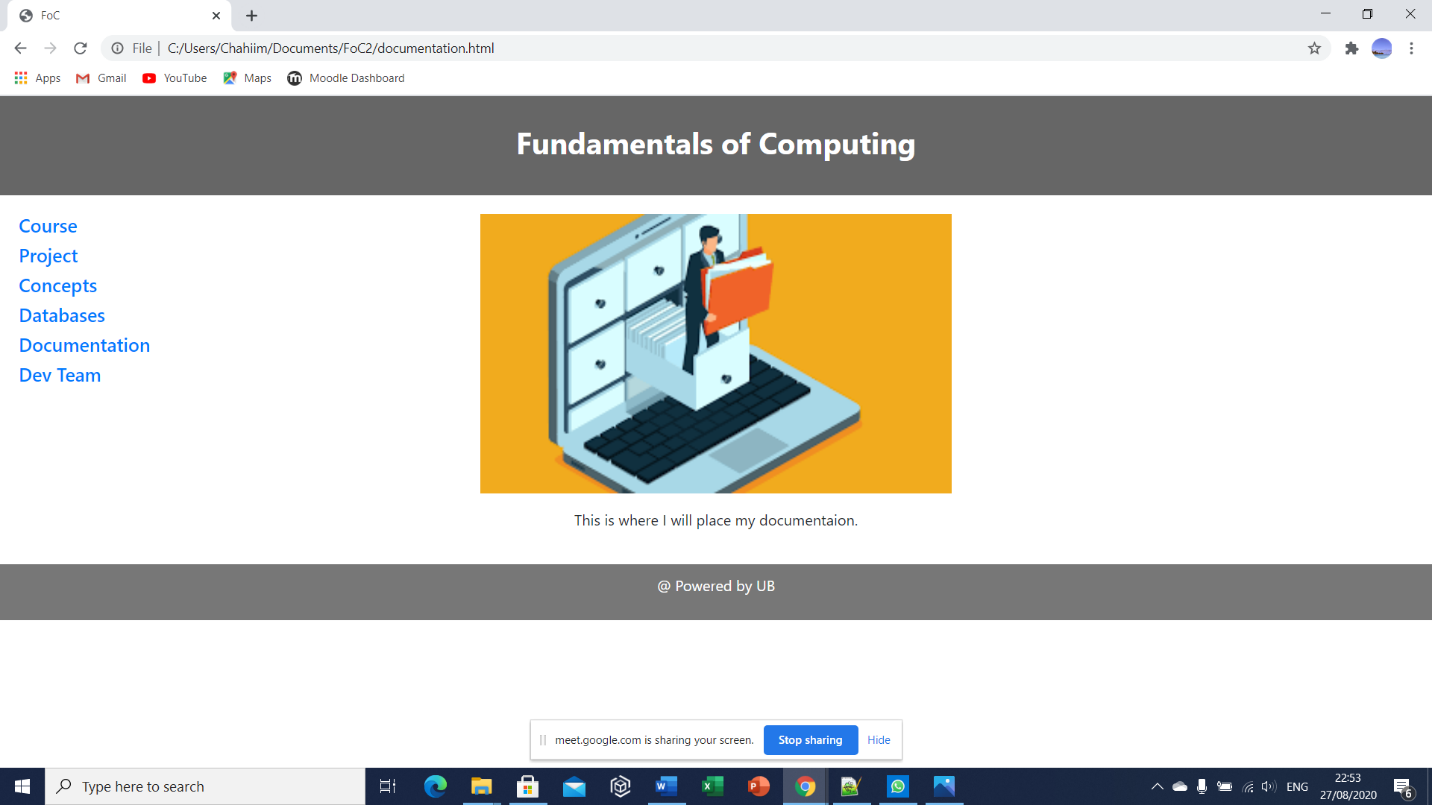 FoC
File | C:/Users/Chahiim/Documents/FoC2/documentation.html
Apps Gmail YouTube Maps Moodle Dashboard
Fundamentals of Computing
Course
Project
Concepts
Databases
Documentation
Dev Team
This is where I will place my documentaion.
@ Powered by UB
meet.google.com is sharing your screen. Stop sharing Hide
Type here to search
ENG
22:53
27/08/2020
6